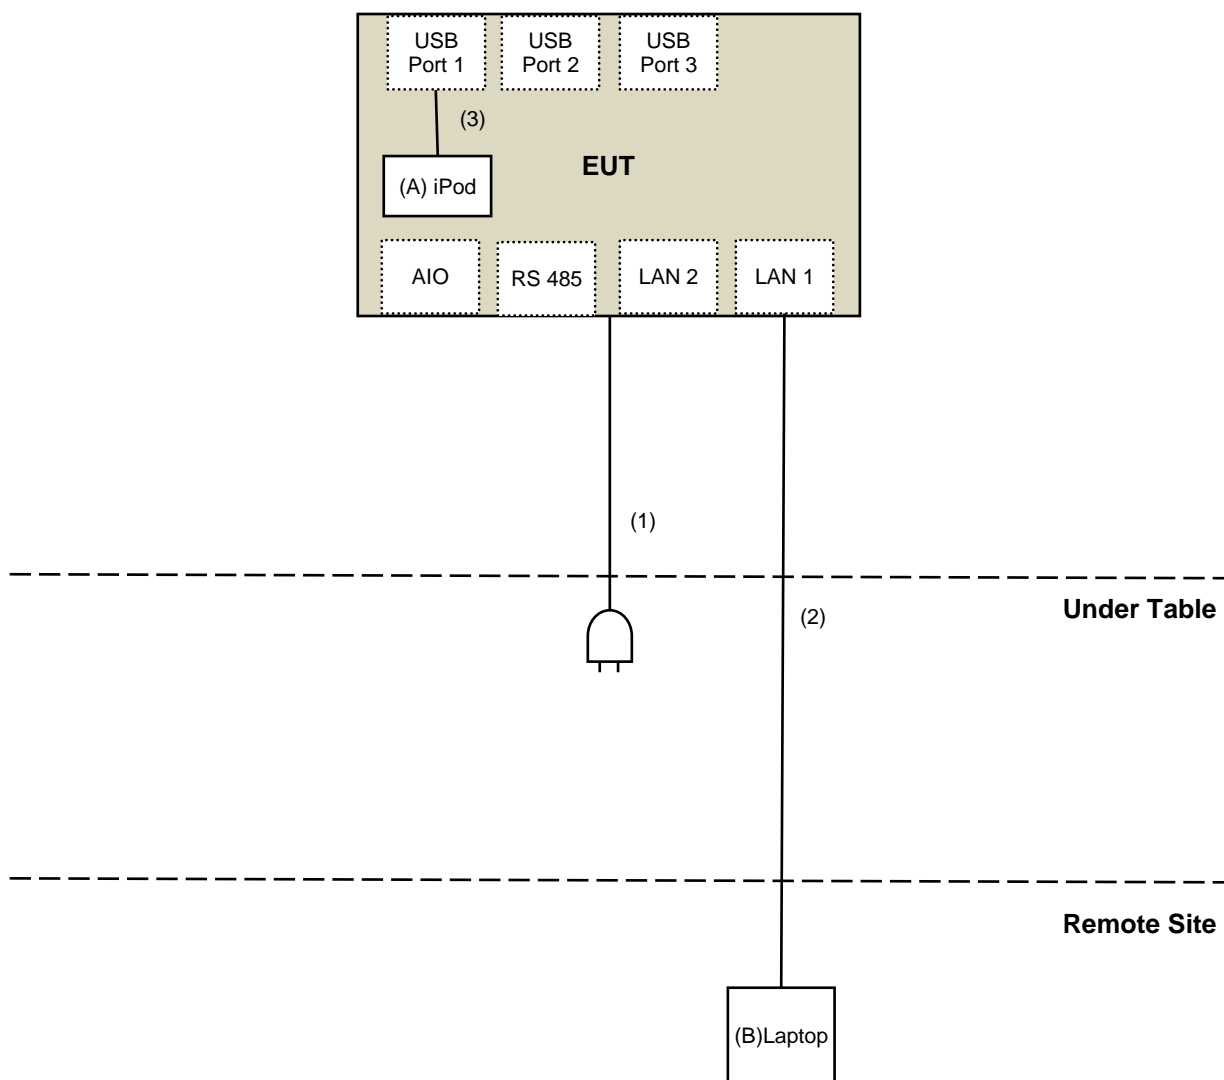 USB
Port 1
USB
Port 2
USB
Port 3
(3)
EUT
(A) iPod
AIO
RS 485
LAN 2
LAN 1
(1)
Under Table
(2)
Remote Site
(B)Laptop